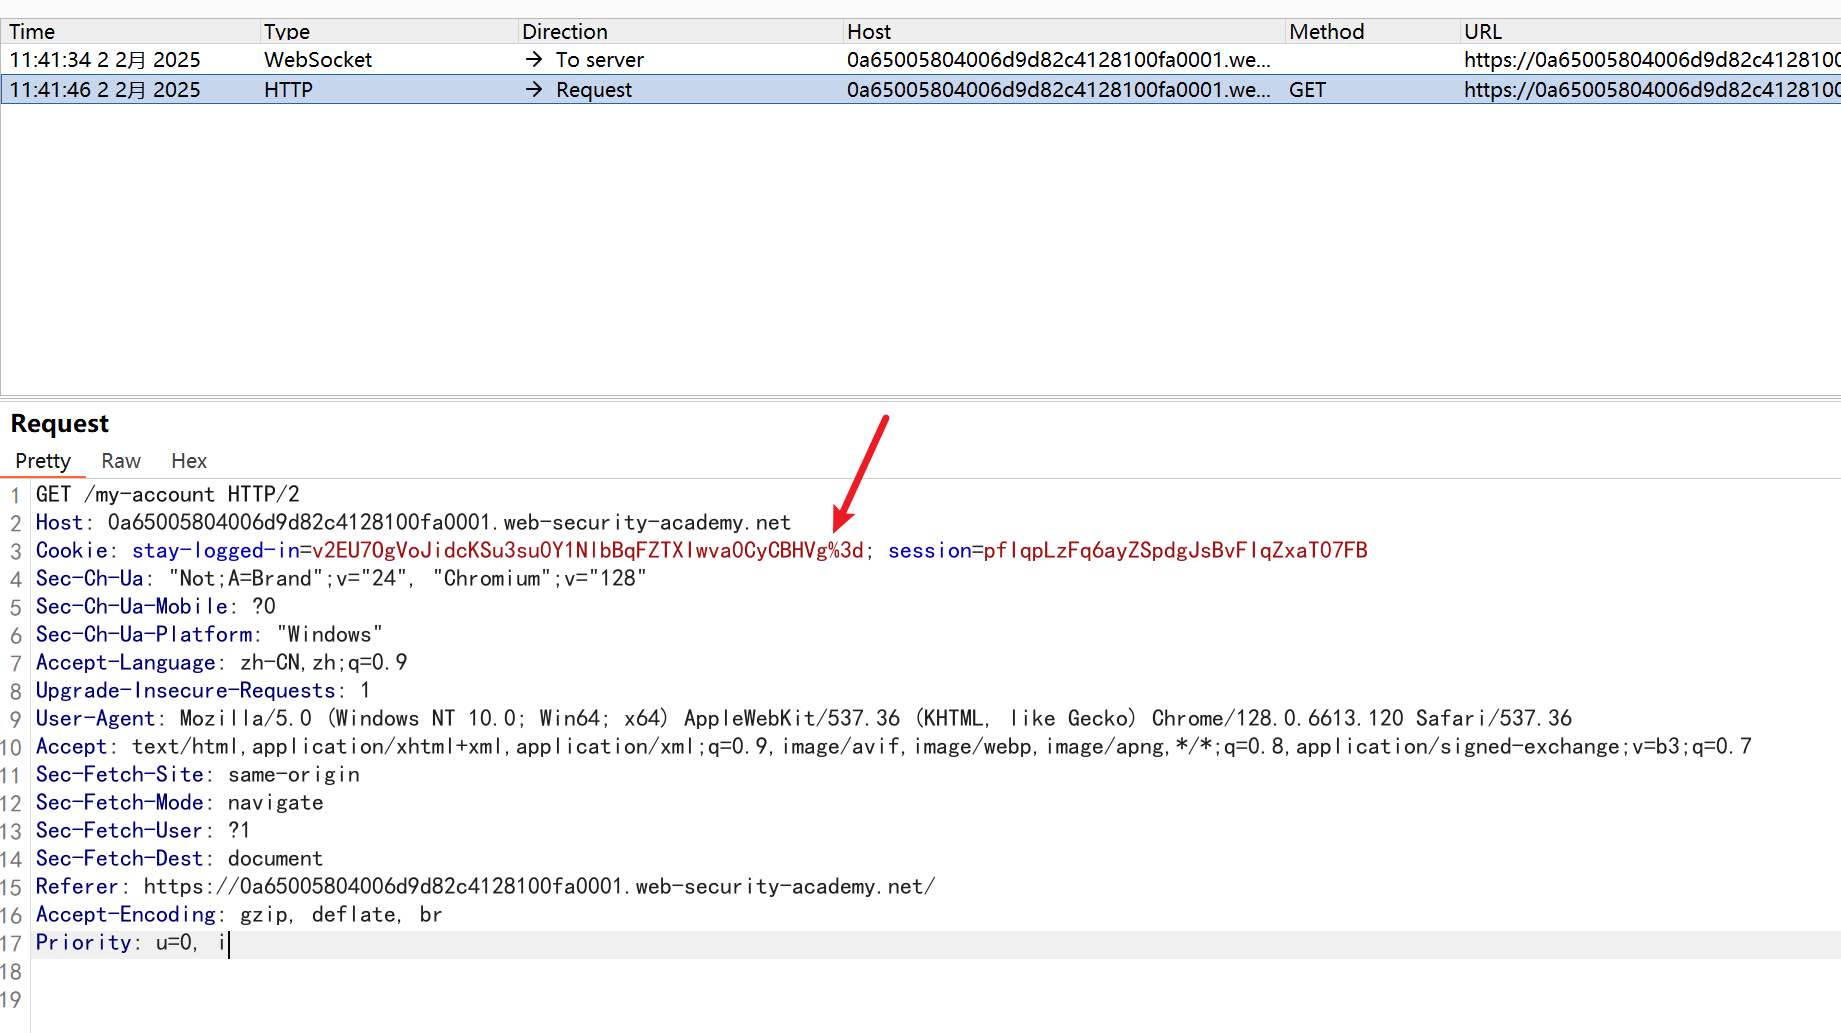 Time Type Direction Host Method URL
11:41:34 2 2月 2025 WebSocket → To server 0a65005804006d9d82c4128100fa0001.we... https://0a65005804006d9d82c4128100
11:41:46 2 2月 2025 HTTP → Request 0a65005804006d9d82c4128100fa0001.we... GET https://0a65005804006d9d82c4128100
Request
Pretty Raw Hex
1 GET /my-account HTTP/2
2 Host: 0a65005804006d9d82c4128100fa0001.web-security-academy.net
3 Cookie: stay-logged-in=v2EU7OgVoJidcKSu3suOY1NlbBqFZTXIwva0CyCBHVg%3d; session=pfIqpLzFq6ayZSpdgJsBvFIqZxaT07FB
4 Sec-Ch-Ua: "Not;A=Brand";v="24", "Chromium";v="128"
5 Sec-Ch-Ua-Mobile: ?0
6 Sec-Ch-Ua-Platform: "Windows"
7 Accept-Language: zh-CN,zh;q=0.9
8 Upgrade-Insecure-Requests: 1
9 User-Agent: Mozilla/5.0 (Windows NT 10.0; Win64; x64) AppleWebKit/537.36 (KHTML, like Gecko) Chrome/128.0.6613.120 Safari/537.36
10 Accept: text/html,application/xhtml+xml,application/xml;q=0.9,image/avif,image/webp,image/apng,*/*;q=0.8,application/signed-exchange;v=b3;q=0.7
11 Sec-Fetch-Site: same-origin
12 Sec-Fetch-Mode: navigate
13 Sec-Fetch-User: ?1
14 Sec-Fetch-Dest: document
15 Referer: https://0a65005804006d9d82c4128100fa0001.web-security-academy.net/
16 Accept-Encoding: gzip, deflate, br
17 Priority: u=0, i
18
19